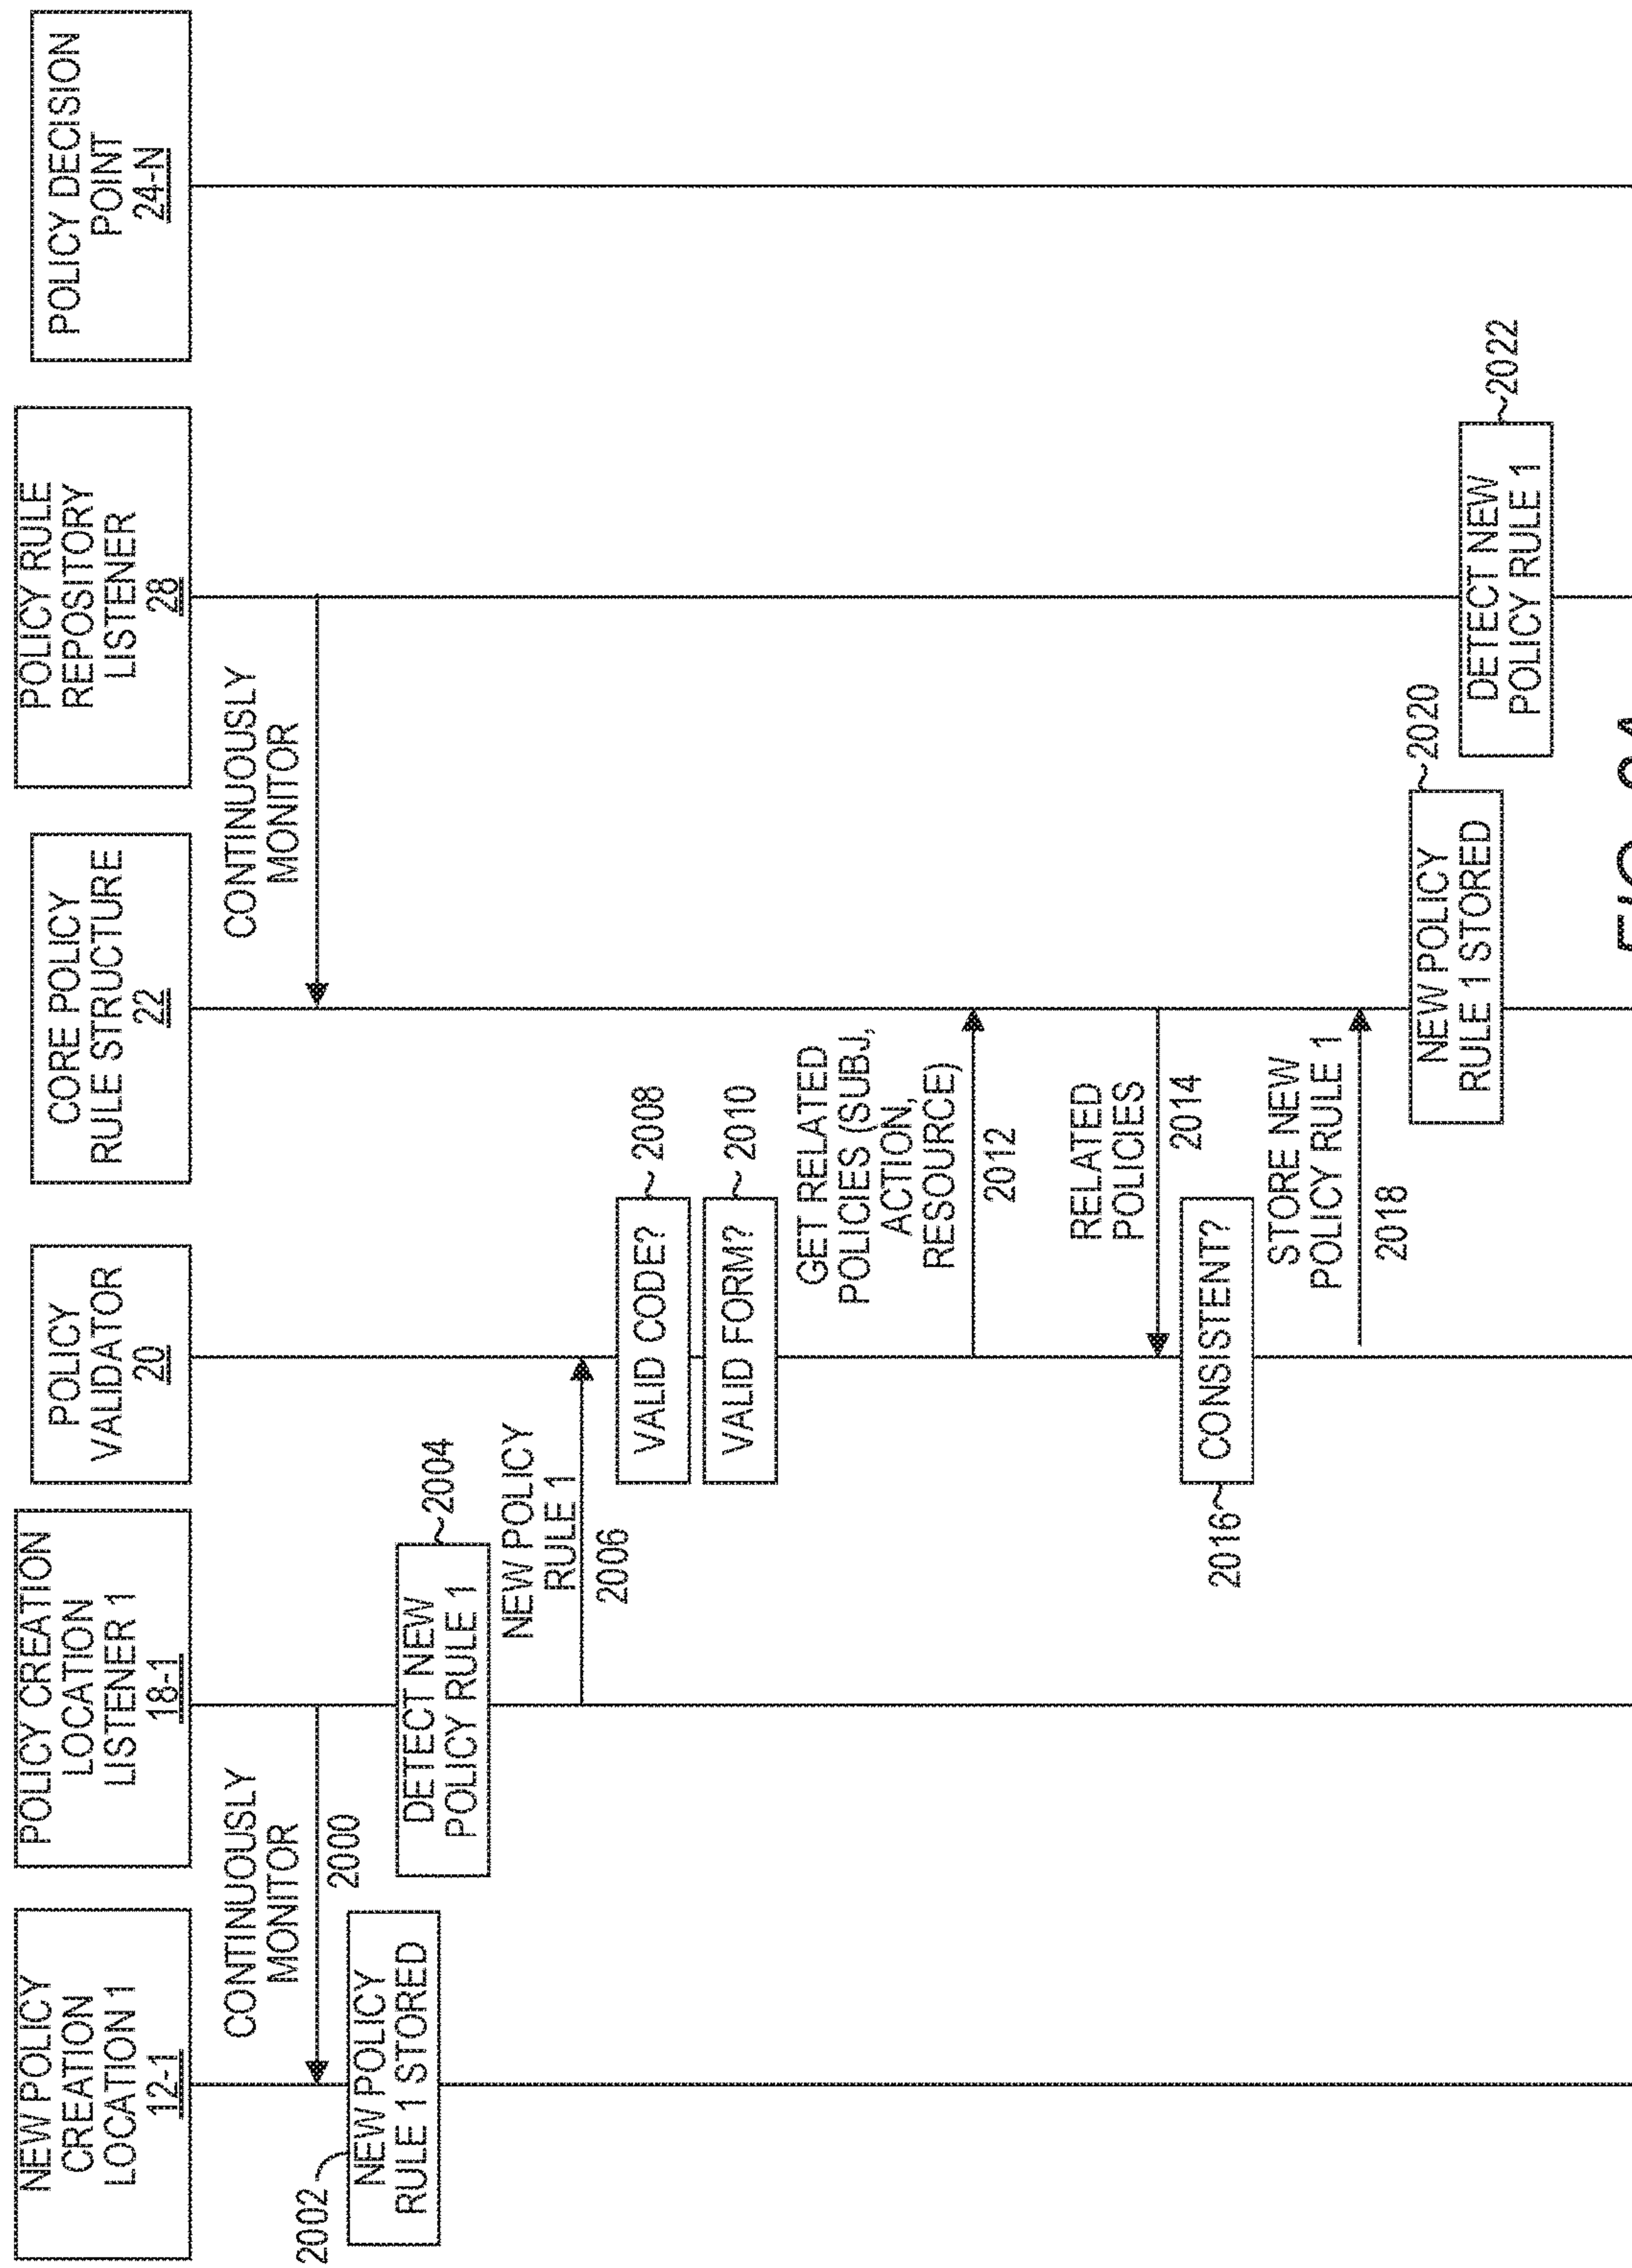 NEW POLICY
CREATION
LOCATION 1
12-1
POLICY CREATION
LOCATION
LISTENER 1
18-1
POLICY
VALIDATOR
20
CORE POLICY
RULE STRUCTURE
22
POLICY RULE
REPOSITORY
LISTENER
28
POLICY DECISION
POINT
24-N
CONTINUOUSLY
MONITOR
2000
CONTINUOUSLY
MONITOR
2002
NEW POLICY
RULE 1 STORED
DETECT NEW
POLICY RULE 1
2004
NEW POLICY
RULE 1
2006
VALID CODE?
2008
VALID FORM?
2010
GET RELATED
POLICIES (SUBJ,
ACTION,
RESOURCE)
2012
RELATED
POLICIES
2014
CONSISTENT?
2016
STORE NEW
POLICY RULE 1
2018
NEW POLICY
RULE 1 STORED
2020
DETECT NEW
POLICY RULE 1
2022